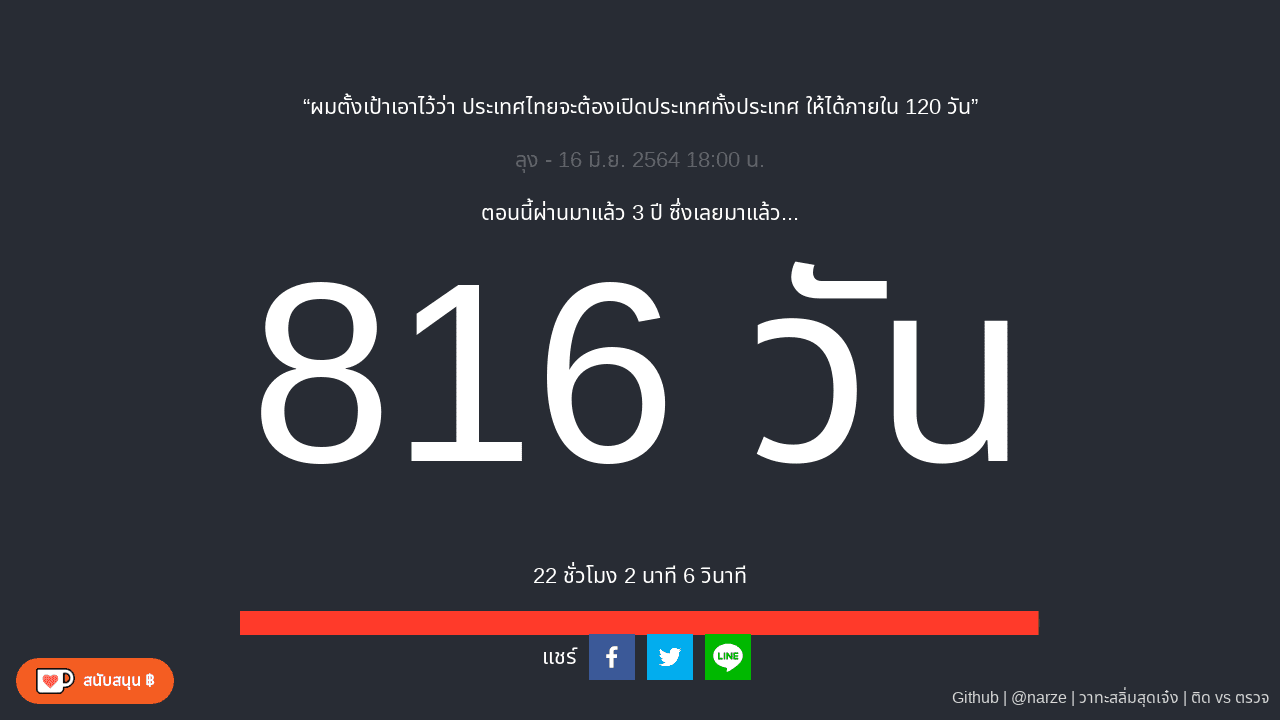 “ผมตั้งเป้าเอาไว้ว่า ประเทศไทยจะต้องเปิดประเทศทั้งประเทศ ให้ได้ภายใน 120 วัน”
ลุง - 16 มิ.ย. 2564 18:00 น.
ตอนนี้ผ่านมาแล้ว 3 ปี ซึ่งเลยมาแล้ว...
816 วัน
22 ชั่วโมง 2 นาที 6 วินาที
แชร์
LINE
สนับสนุน ฿
Github | @narze | วาทะสลิ่มสุดเจ๋ง | ติด vs ตรวจ